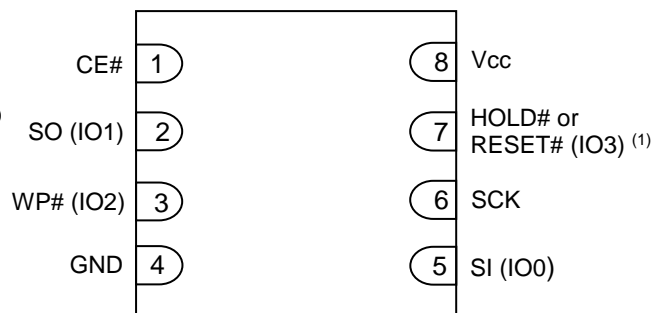 CE# 1
8 Vcc
)
SO (IO1) 2
7 HOLD# or
RESET# (IO3) (1)
WP# (IO2) 3
6 SCK
GND 4
5 SI (IO0)